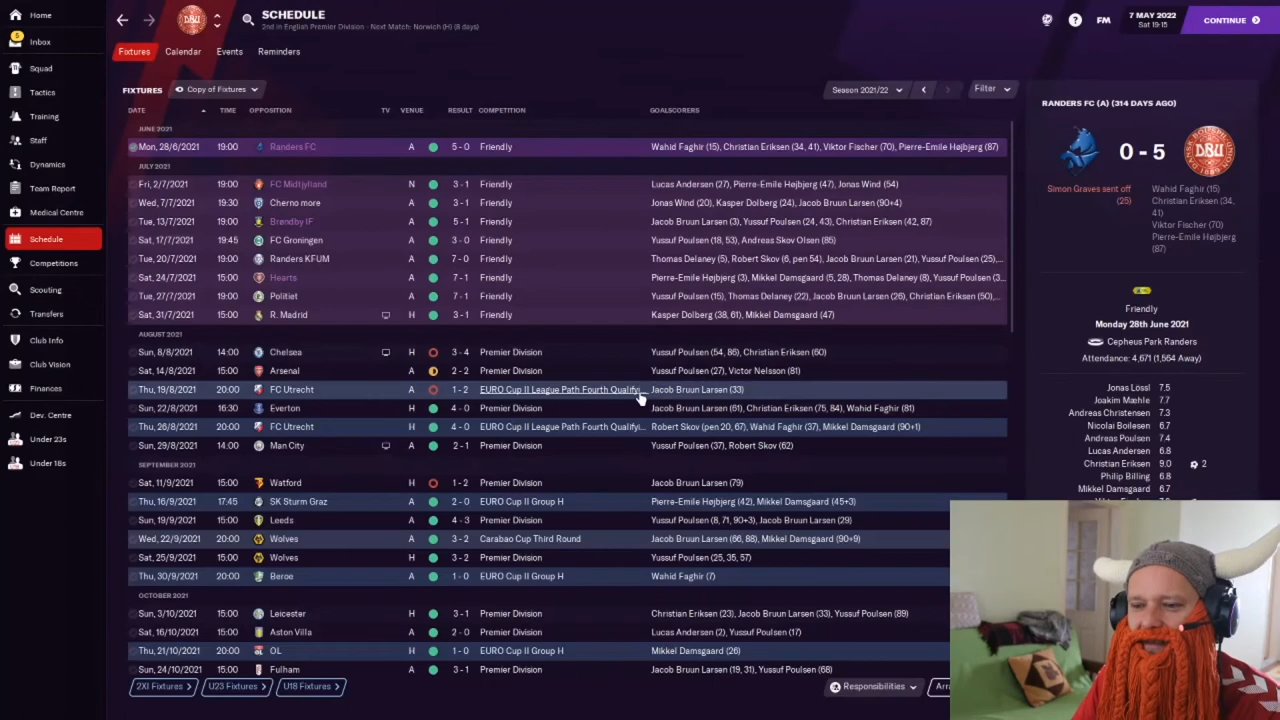 Home
5
Inbox
Squad
Tactics
Training
Staff
Dynamics
Team Report
Medical Centre
Schedule
Competitions
Scouting
Transfers
Club Info
Club Vision
Finances
Dev. Centre
Under 23s
Under 18s
DBU
SCHEDULE
2nd in English Premier Division - Next Match: Norwich (H) (8 days)
?
FM
7 MAY 2022
Sat 19:15
CONTINUE
Fixtures Calendar Events Reminders
FIXTURES Copy of Fixtures Season 2021/22 Filter
DATE TIME OPPOSITION TV VENUE RESULT COMPETITION GOALSCORERS
JUNE 2021
Mon, 28/6/2021 19:00 Randers FC A 5 - 0 Friendly Wahid Faghir (15), Christian Eriksen (34, 41), Viktor Fischer (70), Pierre-Emile Højbjerg (87)
JULY 2021
Fri, 2/7/2021 19:00 FC Midtjylland N 3 - 1 Friendly Lucas Andersen (27), Pierre-Emile Højbjerg (47), Jonas Wind (54)
Wed, 7/7/2021 19:30 Cherno more A 3 - 1 Friendly Jonas Wind (20), Kasper Dolberg (24), Jacob Bruun Larsen (90+4)
Tue, 13/7/2021 19:00 Brøndby IF A 5 - 1 Friendly Jacob Bruun Larsen (3), Yussuf Poulsen (24, 43), Christian Eriksen (42, 87)
Sat, 17/7/2021 19:45 FC Groningen A 3 - 0 Friendly Yussuf Poulsen (18, 53), Andreas Skov Olsen (85)
Tue, 20/7/2021 19:00 Randers KFUM A 7 - 0 Friendly Thomas Delaney (5), Robert Skov (6, pen 54), Jacob Bruun Larsen (21), Yussuf Poulsen (25),...
Sat, 24/7/2021 15:00 Hearts A 7 - 1 Friendly Pierre-Emile Højbjerg (3), Mikkel Damsgaard (5, 28), Thomas Delaney (8), Yussuf Poulsen (3...
Tue, 27/7/2021 19:00 Politiet A 7 - 1 Friendly Yussuf Poulsen (15), Thomas Delaney (22), Jacob Bruun Larsen (26), Christian Eriksen (50),...
Sat, 31/7/2021 15:00 R. Madrid H 3 - 1 Friendly Kasper Dolberg (38, 61), Mikkel Damsgaard (47)
AUGUST 2021
Sun, 8/8/2021 14:00 Chelsea H 3 - 4 Premier Division Yussuf Poulsen (54, 86), Christian Eriksen (60)
Sat, 14/8/2021 15:00 Arsenal A 2 - 2 Premier Division Yussuf Poulsen (27), Victor Nelsson (81)
Thu, 19/8/2021 20:00 FC Utrecht A 1 - 2 EURO Cup II League Path Fourth Qualifyi... Jacob Bruun Larsen (33)
Sun, 22/8/2021 16:30 Everton H 4 - 0 Premier Division Jacob Bruun Larsen (61), Christian Eriksen (75, 84), Wahid Faghir (81)
Thu, 26/8/2021 20:00 FC Utrecht H 4 - 0 EURO Cup II League Path Fourth Qualifyi... Robert Skov (pen 20, 67), Wahid Faghir (37), Mikkel Damsgaard (90+1)
Sun, 29/8/2021 14:00 Man City A 2 - 1 Premier Division Yussuf Poulsen (37), Robert Skov (62)
SEPTEMBER 2021
Sat, 11/9/2021 15:00 Watford H 1 - 2 Premier Division Jacob Bruun Larsen (79)
Thu, 16/9/2021 17:45 SK Sturm Graz A 2 - 0 EURO Cup II Group H Pierre-Emile Højbjerg (42), Mikkel Damsgaard (45+3)
Sun, 19/9/2021 15:00 Leeds A 4 - 3 Premier Division Yussuf Poulsen (8, 71, 90+3), Jacob Bruun Larsen (29)
Wed, 22/9/2021 20:00 Wolves A 3 - 2 Carabao Cup Third Round Jacob Bruun Larsen (66, 88), Mikkel Damsgaard (90+9)
Sat, 25/9/2021 15:00 Wolves H 3 - 2 Premier Division Yussuf Poulsen (25, 35, 57)
Thu, 30/9/2021 20:00 Beroe A 1 - 0 EURO Cup II Group H Wahid Faghir (7)
OCTOBER 2021
Sun, 3/10/2021 15:00 Leicester H 3 - 1 Premier Division Christian Eriksen (23), Jacob Bruun Larsen (33), Yussuf Poulsen (89)
Sat, 16/10/2021 15:00 Aston Villa A 2 - 0 Premier Division Lucas Andersen (2), Yussuf Poulsen (17)
Thu, 21/10/2021 20:00 OL H 1 - 0 EURO Cup II Group H Mikkel Damsgaard (26)
Sun, 24/10/2021 15:00 Fulham A 3 - 1 Premier Division Jacob Bruun Larsen (19, 31), Yussuf Poulsen (68)
2XI Fixtures U23 Fixtures U18 Fixtures Responsibilities Arra
RANDERS FC (A) (314 DAYS AGO)
0 - 5
DBU
Simon Graves sent off
(25)
Wahid Faghir (15)
Christian Eriksen (34,
41)
Viktor Fischer (70)
Pierre-Emile Højbjerg
(87)
Friendly
Monday 28th June 2021
Cepheus Park Randers
Attendance: 4,671 (1,564 Away)
Jonas Lössl 7.5
Joakim Mæhle 7.7
Andreas Christensen 7.3
Nicolai Boilesen 7.7
Andreas Poulsen 7.4
Lucas Andersen 6.8
Christian Eriksen 9.0 2
Philip Billing 6.8
Mikkel Damsgaard 6.7